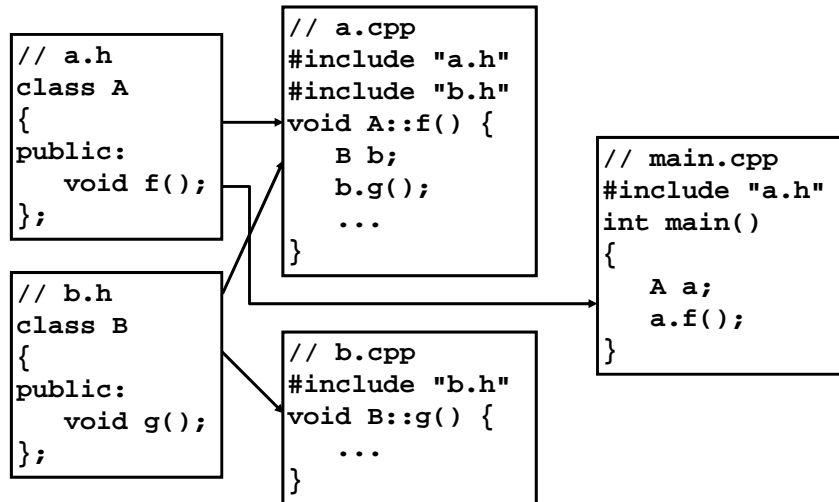 // a.h
class A
{
public:
   void f();
};
// b.h
class B
{
public:
   void g();
};
// a.cpp
#include "a.h"
#include "b.h"
void A::f() {
   B b;
   b.g();
   ...
}
// b.cpp
#include "b.h"
void B::g() {
   ...
}
// main.cpp
#include "a.h"
int main()
{
   A a;
   a.f();
}